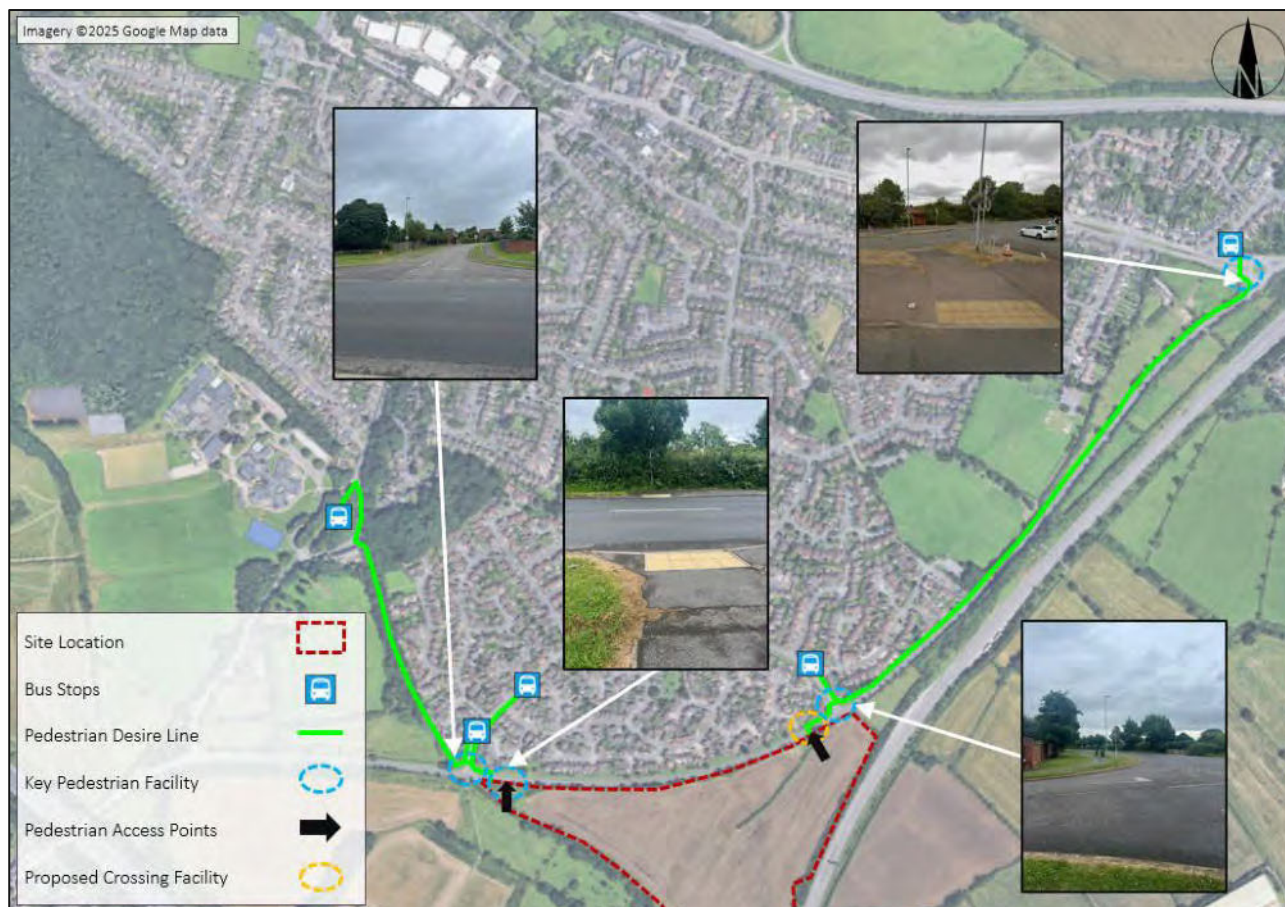 Imagery ©2025 Google Map data
N
Site Location
Bus Stops
Pedestrian Desire Line
Key Pedestrian Facility
Pedestrian Access Points
Proposed Crossing Facility